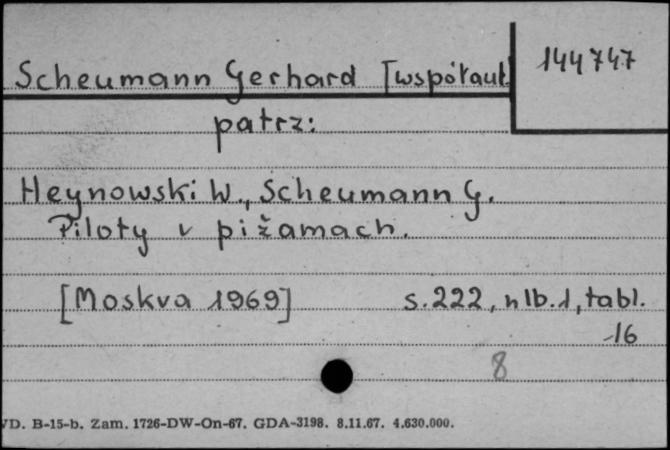 144747
Scheumann Gerhard [współaut.
patrz:
Heynowski W., Scheumann G.
Piloty v pižamach.
[Moskva 1969] s. 222, nlb. 1, tabl.
16
8
VD. B-15-b. Zam. 1726-DW-On-67. GDA-3198. 8.11.67. 4.630.000.